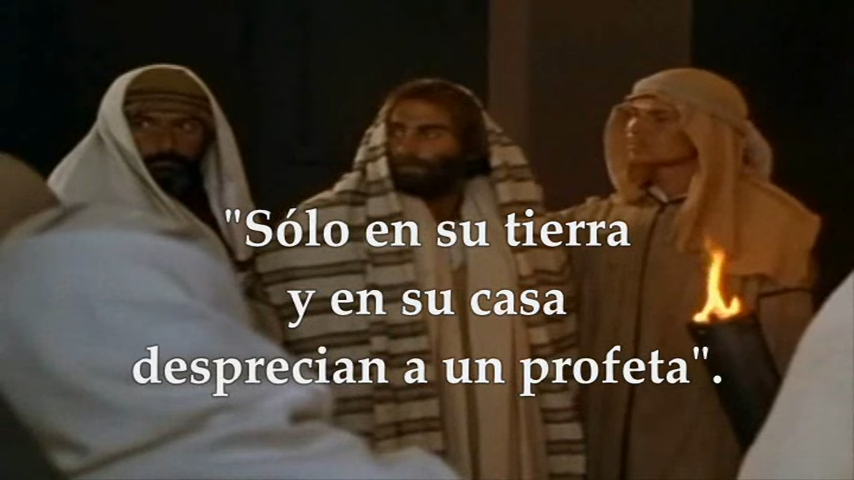 "Sólo en su tierra
y en su casa
desprecian a un profeta".